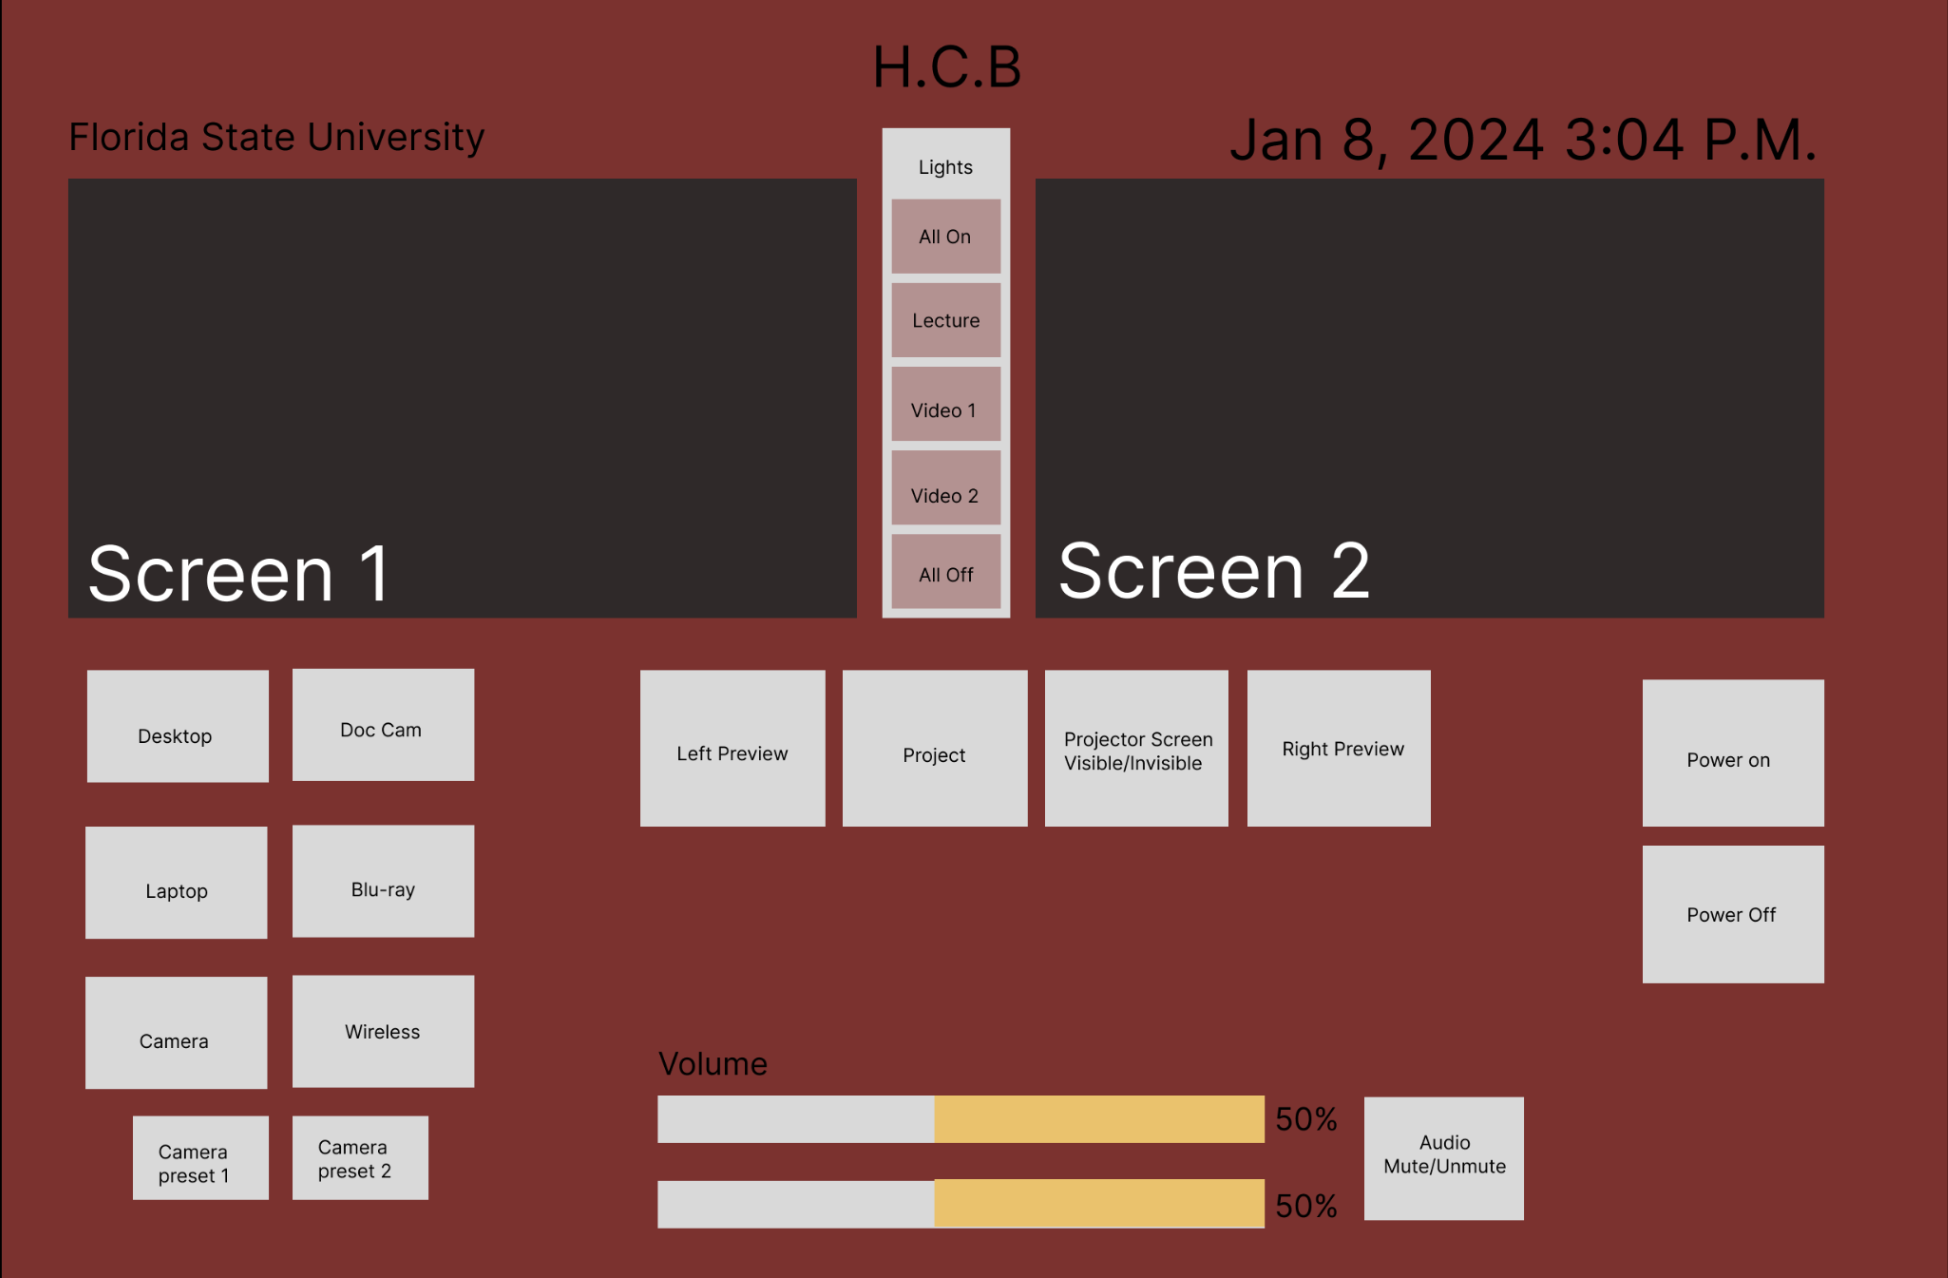 H.C.B
Florida State University
Jan 8, 2024 3:04 P.M.
Lights
All On
Lecture
Video 1
Video 2
All Off
Screen 1
Screen 2
Desktop
Doc Cam
Laptop
Blu-ray
Camera
Wireless
Camera
preset 1
Camera
preset 2
Left Preview
Project
Projector Screen
Visible/Invisible
Right Preview
Power on
Power Off
Volume
50%
50%
Audio
Mute/Unmute